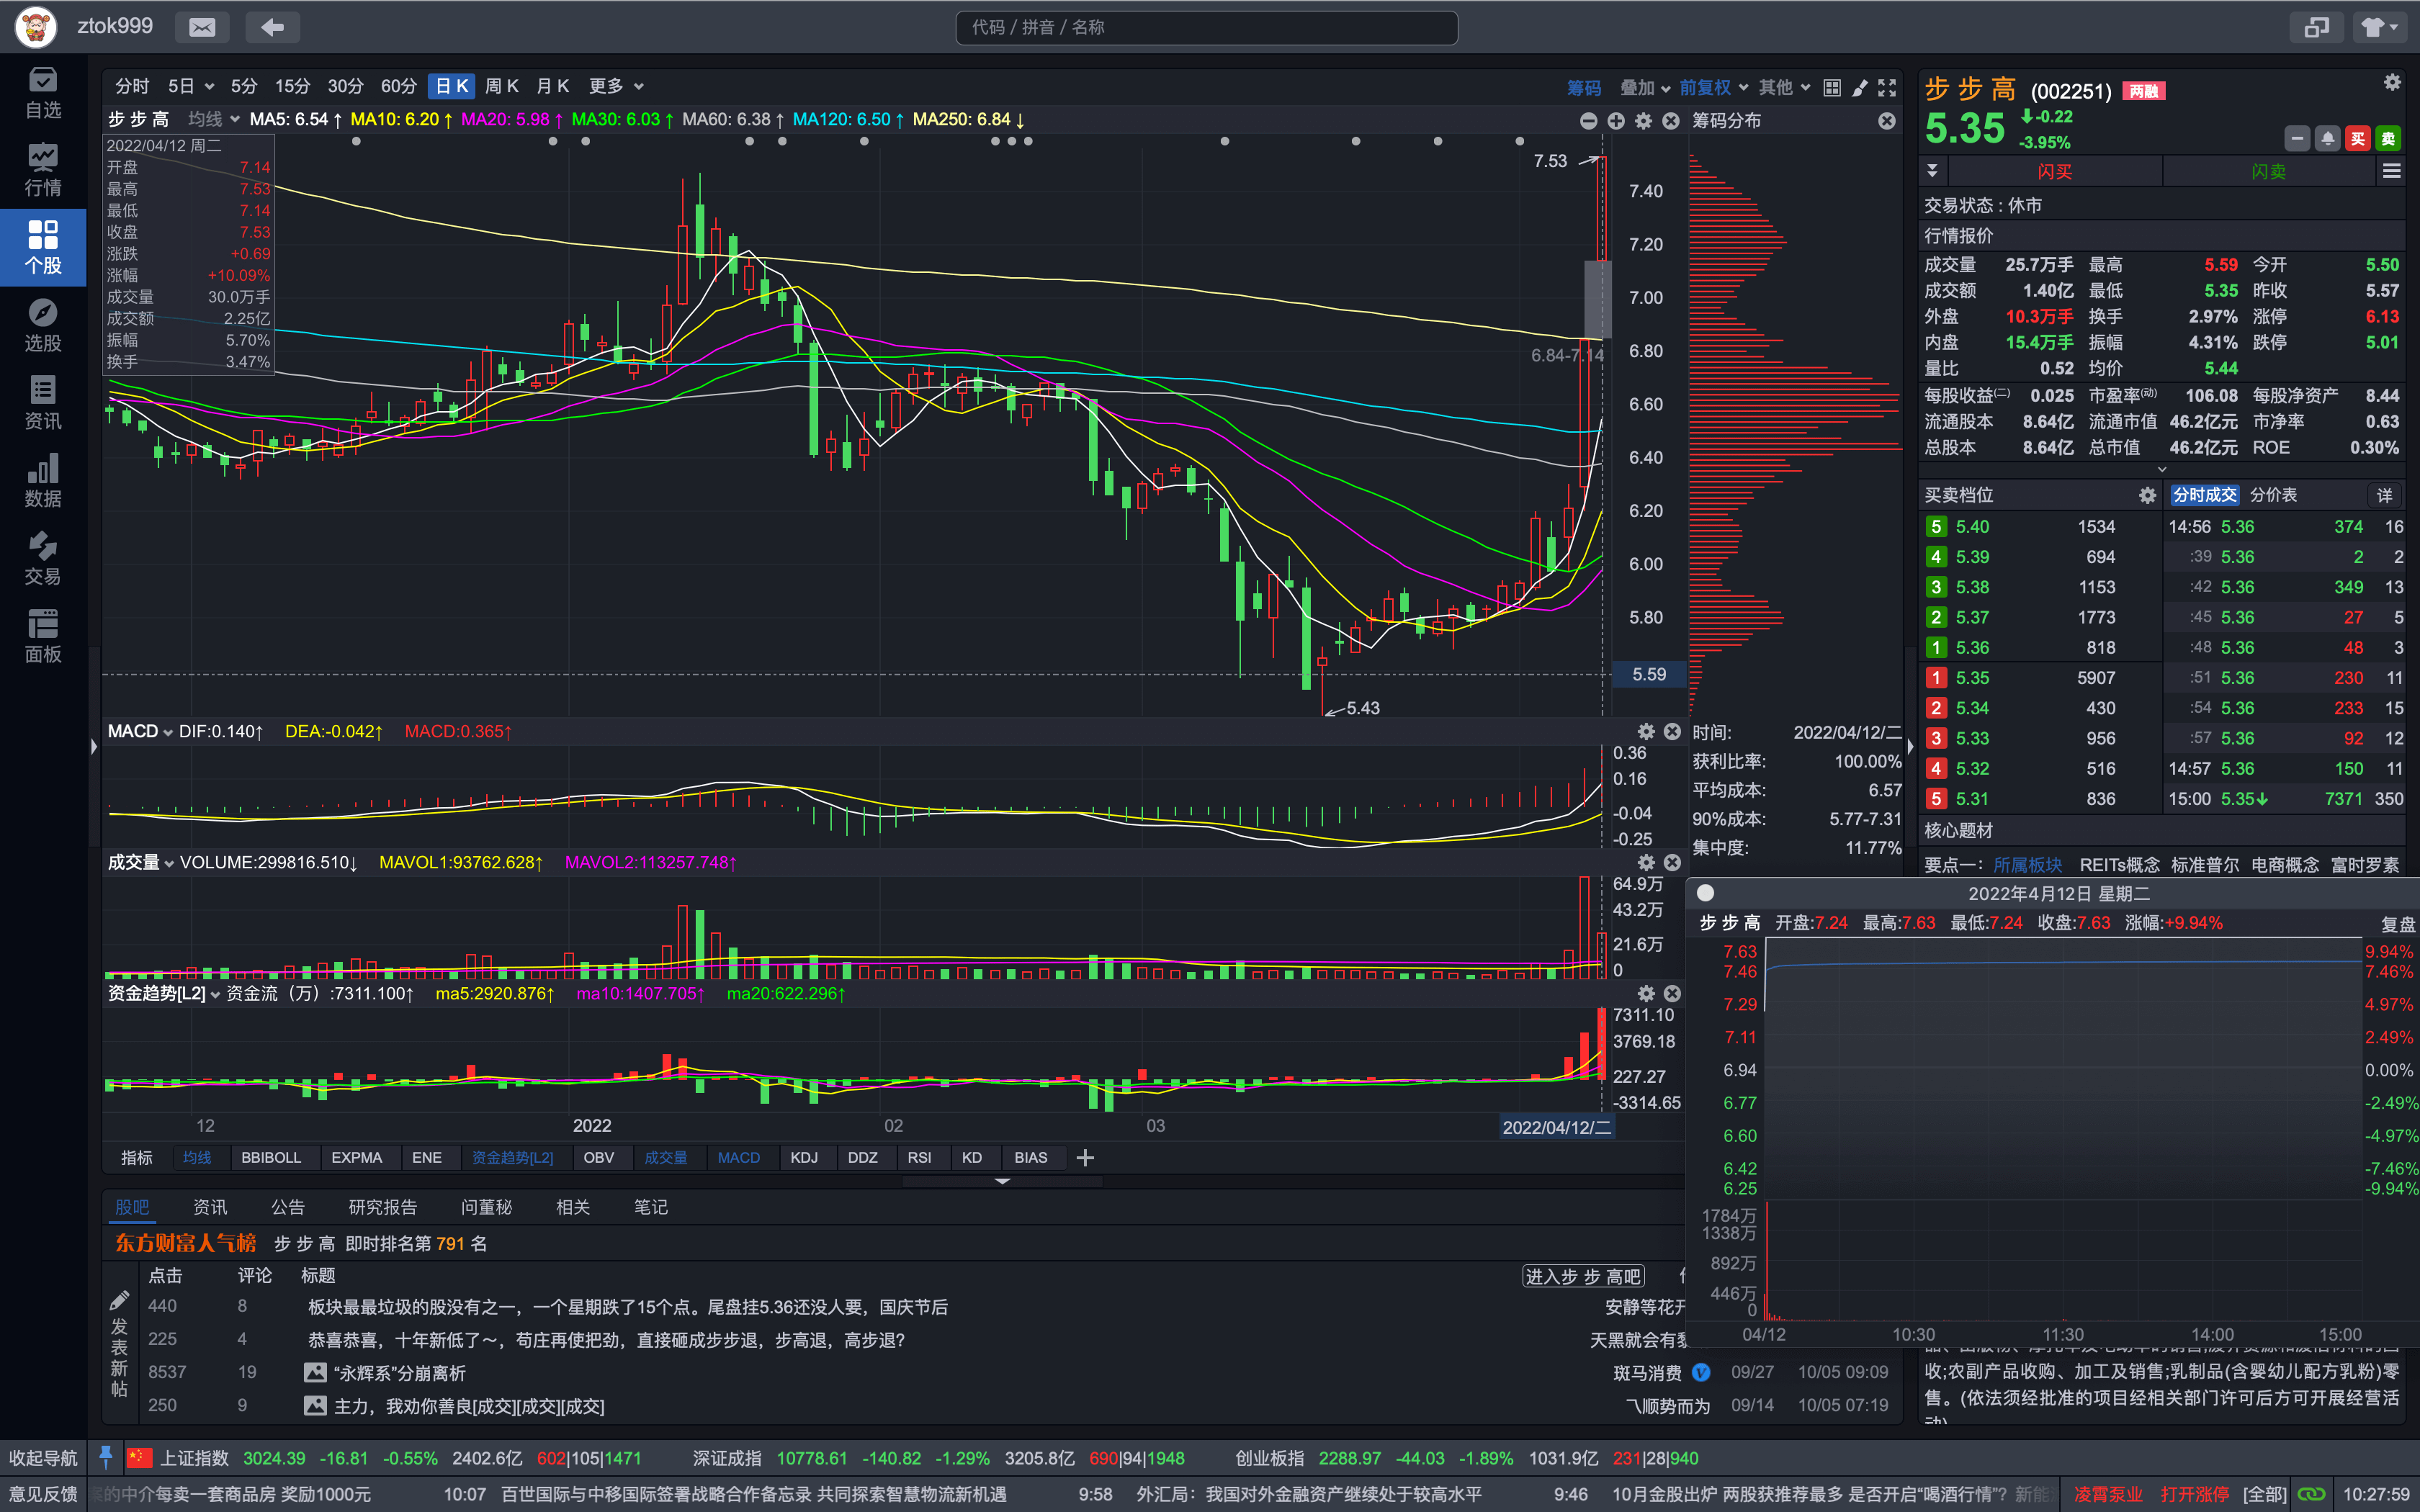 ztok999
代码 / 拼音 / 名称
自选
行情
个股
选股
资讯
数据
交易
面板
分时 5日 5分 15分 30分 60分 日K 周K 月K 更多
筹码 叠加 前复权 其他
步 步 高 均线 MA5: 6.54↑ MA10: 6.20↑ MA20: 5.98↑ MA30: 6.03↑ MA60: 6.38↑ MA120: 6.50↑ MA250: 6.84↓
2022/04/12 周二
开盘 7.14
最高 7.53
最低 7.14
收盘 7.53
涨跌 +0.69
涨幅 +10.09%
成交量 30.0万手
成交额 2.25亿
振幅 5.70%
换手 3.47%
7.53
6.84-7.14
5.43
7.40
7.20
7.00
6.80
6.60
6.40
6.20
6.00
5.80
5.59
筹码分布
时间: 2022/04/12/二
获利比率: 100.00%
平均成本: 6.57
90%成本: 5.77-7.31
集中度: 11.77%
MACD DIF:0.140↑ DEA:-0.042↑ MACD:0.365↑
0.36
0.16
-0.04
-0.25
成交量 VOLUME:299816.510↓ MAVOL1:93762.628↑ MAVOL2:113257.748↑
64.9万
43.2万
21.6万
0
资金趋势[L2] 资金流（万）:7311.100↑ ma5:2920.876↑ ma10:1407.705↑ ma20:622.296↑
7311.10
3769.18
227.27
-3314.65
12 2022 02 03 2022/04/12/二
指标 均线 BBIBOLL EXPMA ENE 资金趋势[L2] OBV 成交量 MACD KDJ DDZ RSI KD BIAS
股吧 资讯 公告 研究报告 问董秘 相关 笔记
东方财富人气榜 步 步 高 即时排名第 791 名
点击 评论 标题 进入步 步 高吧
发表新帖
440 8 板块最最垃圾的股没有之一，一个星期跌了15个点。尾盘挂5.36还没人要，国庆节后 安静等花开
225 4 恭喜恭喜，十年新低了～，苟庄再使把劲，直接砸成步步退，步高退，高步退? 天黑就会有
8537 19 “永辉系”分崩离析 斑马消费 09/27 10/05 09:09
250 9 主力，我劝你善良[成交][成交][成交] 乁顺势而为 09/14 10/05 07:19
步 步 高 (002251) 两融
5.35 -0.22
-3.95%
买 卖
闪买 闪卖
交易状态 : 休市
行情报价
成交量 25.7万手 最高 5.59 今开 5.50
成交额 1.40亿 最低 5.35 昨收 5.57
外盘 10.3万手 换手 2.97% 涨停 6.13
内盘 15.4万手 振幅 4.31% 跌停 5.01
量比 0.52 均价 5.44
每股收益(二) 0.025 市盈率(动) 106.08 每股净资产 8.44
流通股本 8.64亿 流通市值 46.2亿元 市净率 0.63
总股本 8.64亿 总市值 46.2亿元 ROE 0.30%
买卖档位 分时成交 分价表 详
5 5.40 1534
4 5.39 694
3 5.38 1153
2 5.37 1773
1 5.36 818
1 5.35 5907
2 5.34 430
3 5.33 956
4 5.32 516
5 5.31 836
14:56 5.36 374 16
:39 5.36 2 2
:42 5.36 349 13
:45 5.36 27 5
:48 5.36 48 3
:51 5.36 230 11
:54 5.36 233 15
:57 5.36 92 12
14:57 5.36 150 11
15:00 5.35↓ 7371 350
核心题材
要点一： 所属板块 REITs概念 标准普尔 电商概念 富时罗素
2022年4月12日 星期二
步 步 高 开盘:7.24 最高:7.63 最低:7.24 收盘:7.63 涨幅:+9.94% 复盘
7.63 9.94%
7.46 7.46%
7.29 4.97%
7.11 2.49%
6.94 0.00%
6.77 -2.49%
6.60 -4.97%
6.42 -7.46%
6.25 -9.94%
1784万
1338万
892万
446万
0
04/12 10:30 11:30 14:00 15:00
收;农副产品收购、加工及销售;乳制品(含婴幼儿配方乳粉)零
售。(依法须经批准的项目经相关部门许可后方可开展经营活
收起导航 上证指数 3024.39 -16.81 -0.55% 2402.6亿 602|105|1471 深证成指 10778.61 -140.82 -1.29% 3205.8亿 690|94|1948 创业板指 2288.97 -44.03 -1.89% 1031.9亿 231|28|940
意见反馈 的中介每卖一套商品房 奖励1000元 10:07 百世国际与中移国际签署战略合作备忘录 共同探索智慧物流新机遇 9:58 外汇局：我国对外金融资产继续处于较高水平 9:46 10月金股出炉 两股获推荐最多 是否开启“喝酒行情”? 新能 凌霄泵业 打开涨停 [全部] 10:27:59